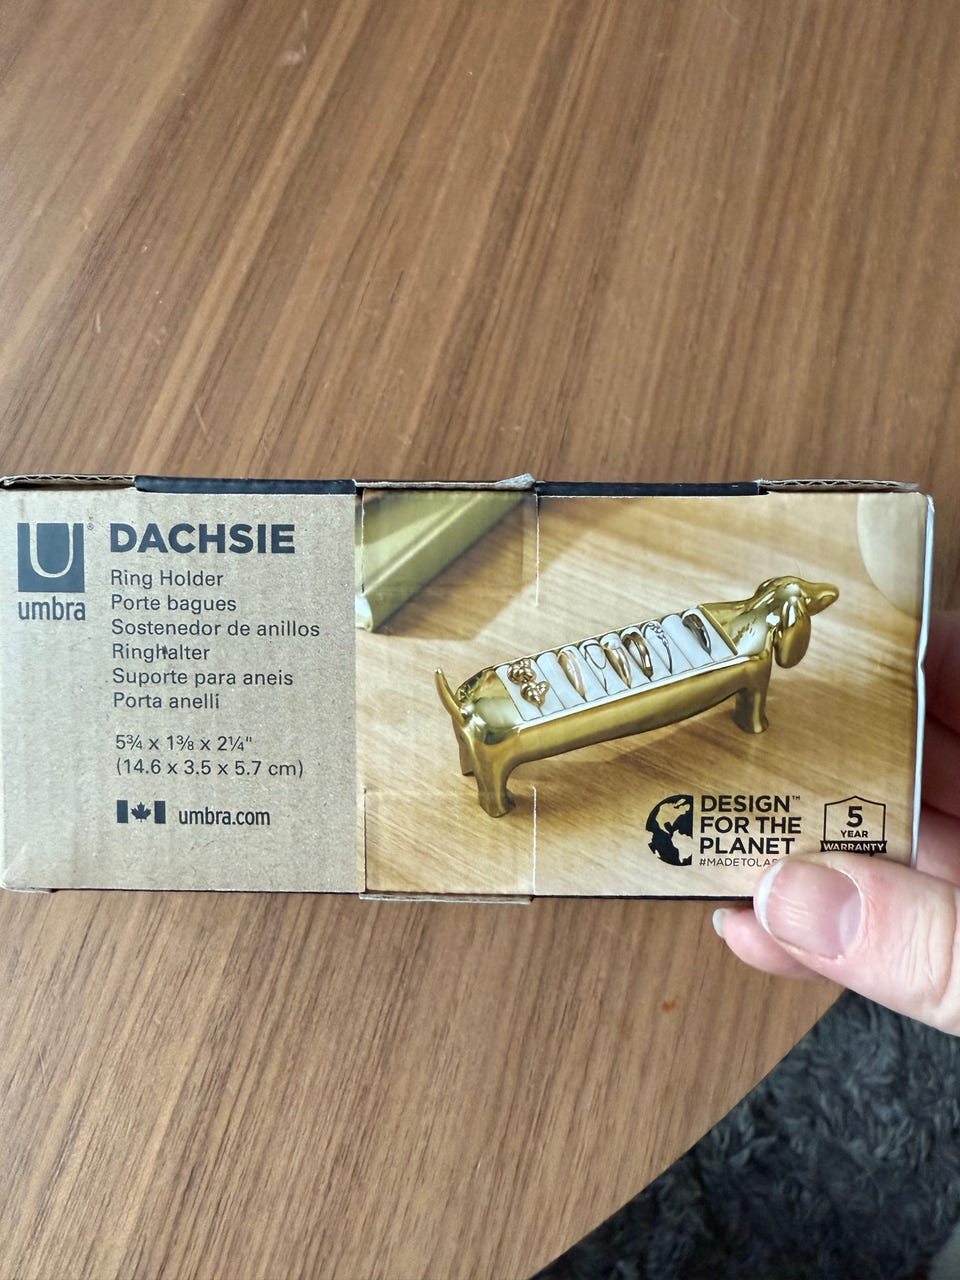 umbra®
DACHSIE
Ring Holder
Porte bagues
Sostenedor de anillos
Ringhalter
Suporte para aneis
Porta anelli
5¾ x 1⅜ x 2¼"
(14.6 x 3.5 x 5.7 cm)
umbra.com
DESIGN™
FOR THE
PLANET
5
YEAR
WARRANTY